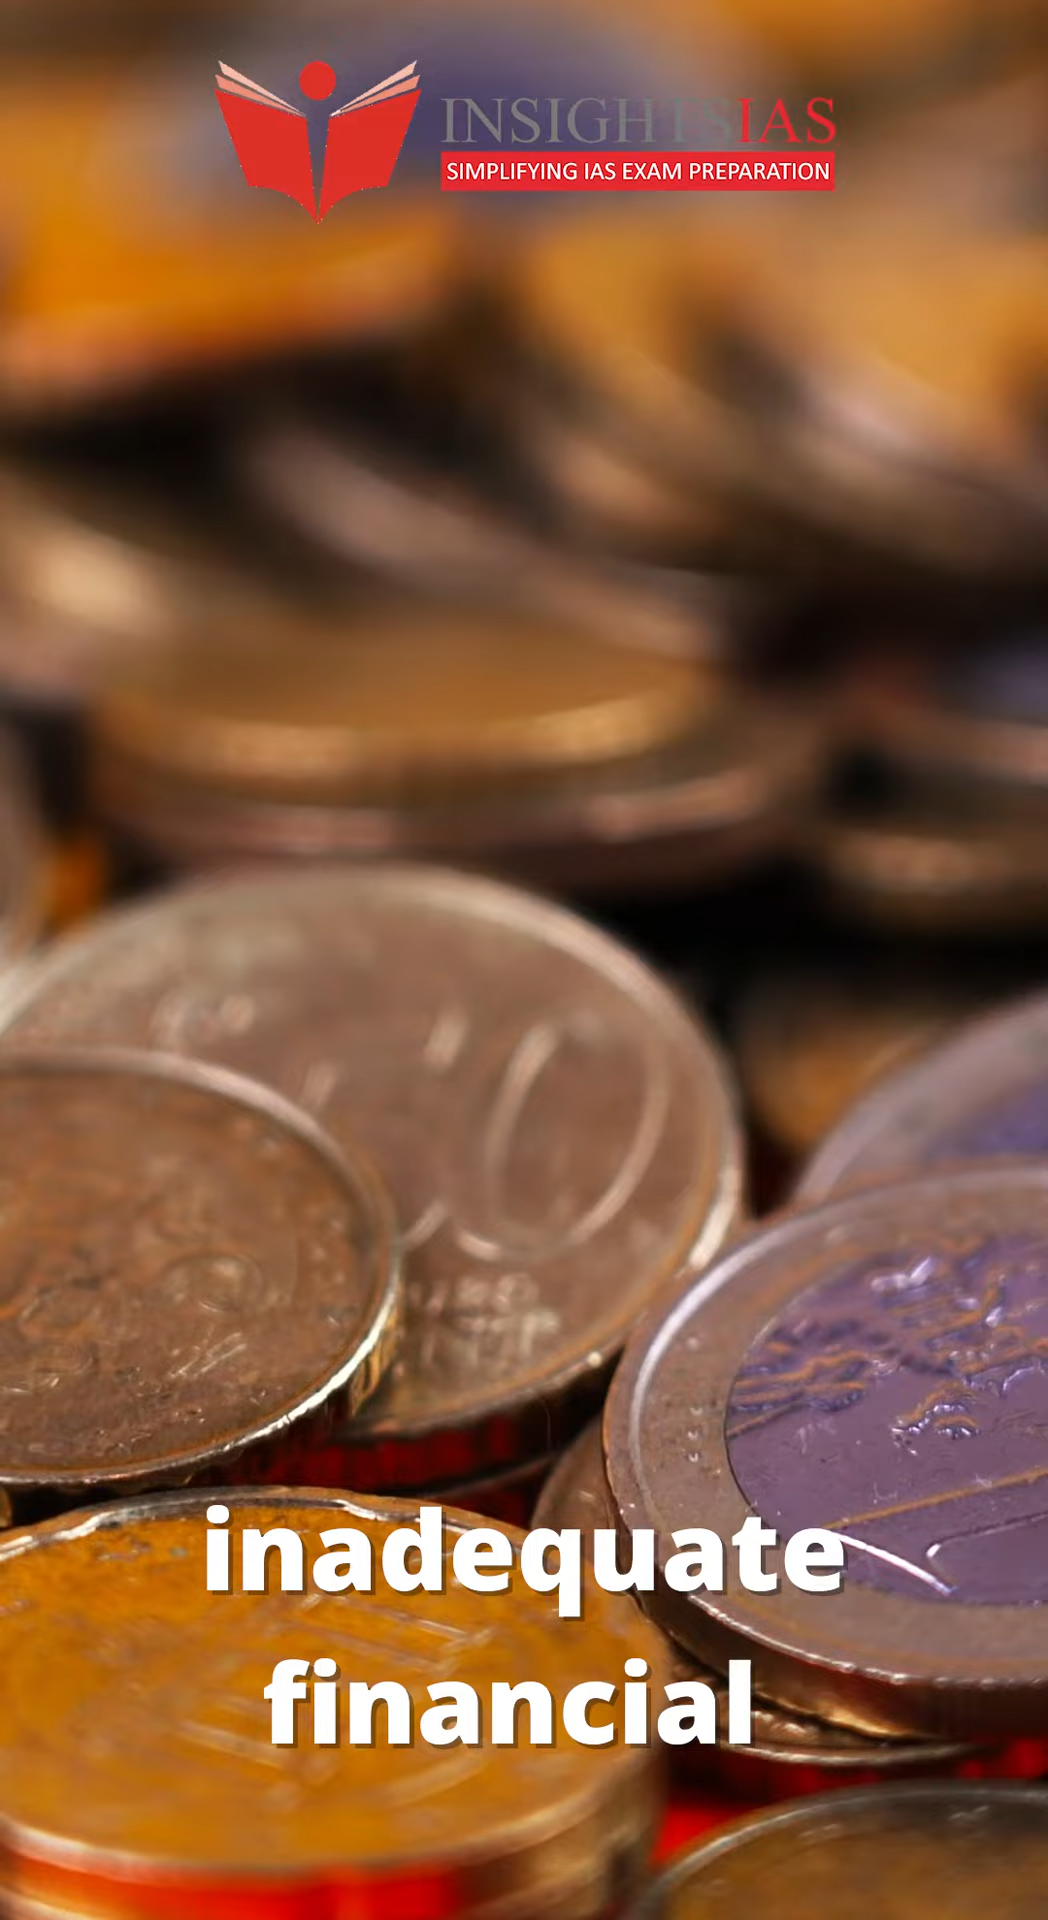 INSIGHTSIAS
SIMPLIFYING IAS EXAM PREPARATION
inadequate
financial